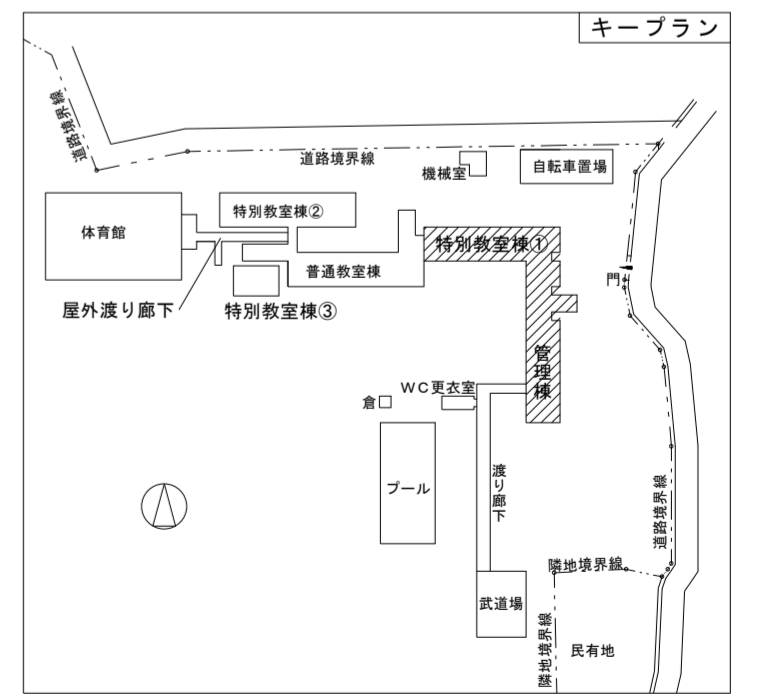 キープラン
道路境界線
道路境界線
機械室
自転車置場
体育館
特別教室棟②
特別教室棟①
普通教室棟
門
屋外渡り廊下
特別教室棟③
管理棟
WC更衣室
倉
プール
渡り廊下
道路境界線
隣地境界線
武道場
隣地境界線
民有地